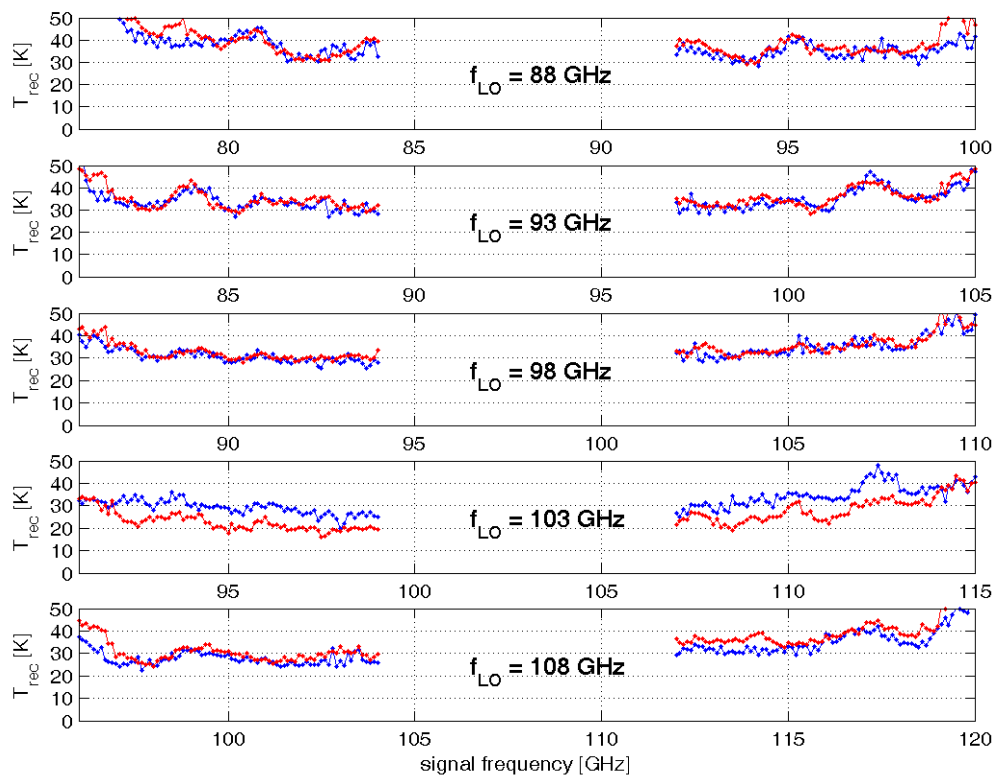 50
40
30
20
10
0
T_rec [K]
f_LO = 88 GHz
80 85 90 95 100
50
40
30
20
10
0
T_rec [K]
f_LO = 93 GHz
85 90 95 100 105
50
40
30
20
10
0
T_rec [K]
f_LO = 98 GHz
90 95 100 105 110
50
40
30
20
10
0
T_rec [K]
f_LO = 103 GHz
95 100 105 110 115
50
40
30
20
10
0
T_rec [K]
f_LO = 108 GHz
100 105 110 115 120
signal frequency [GHz]